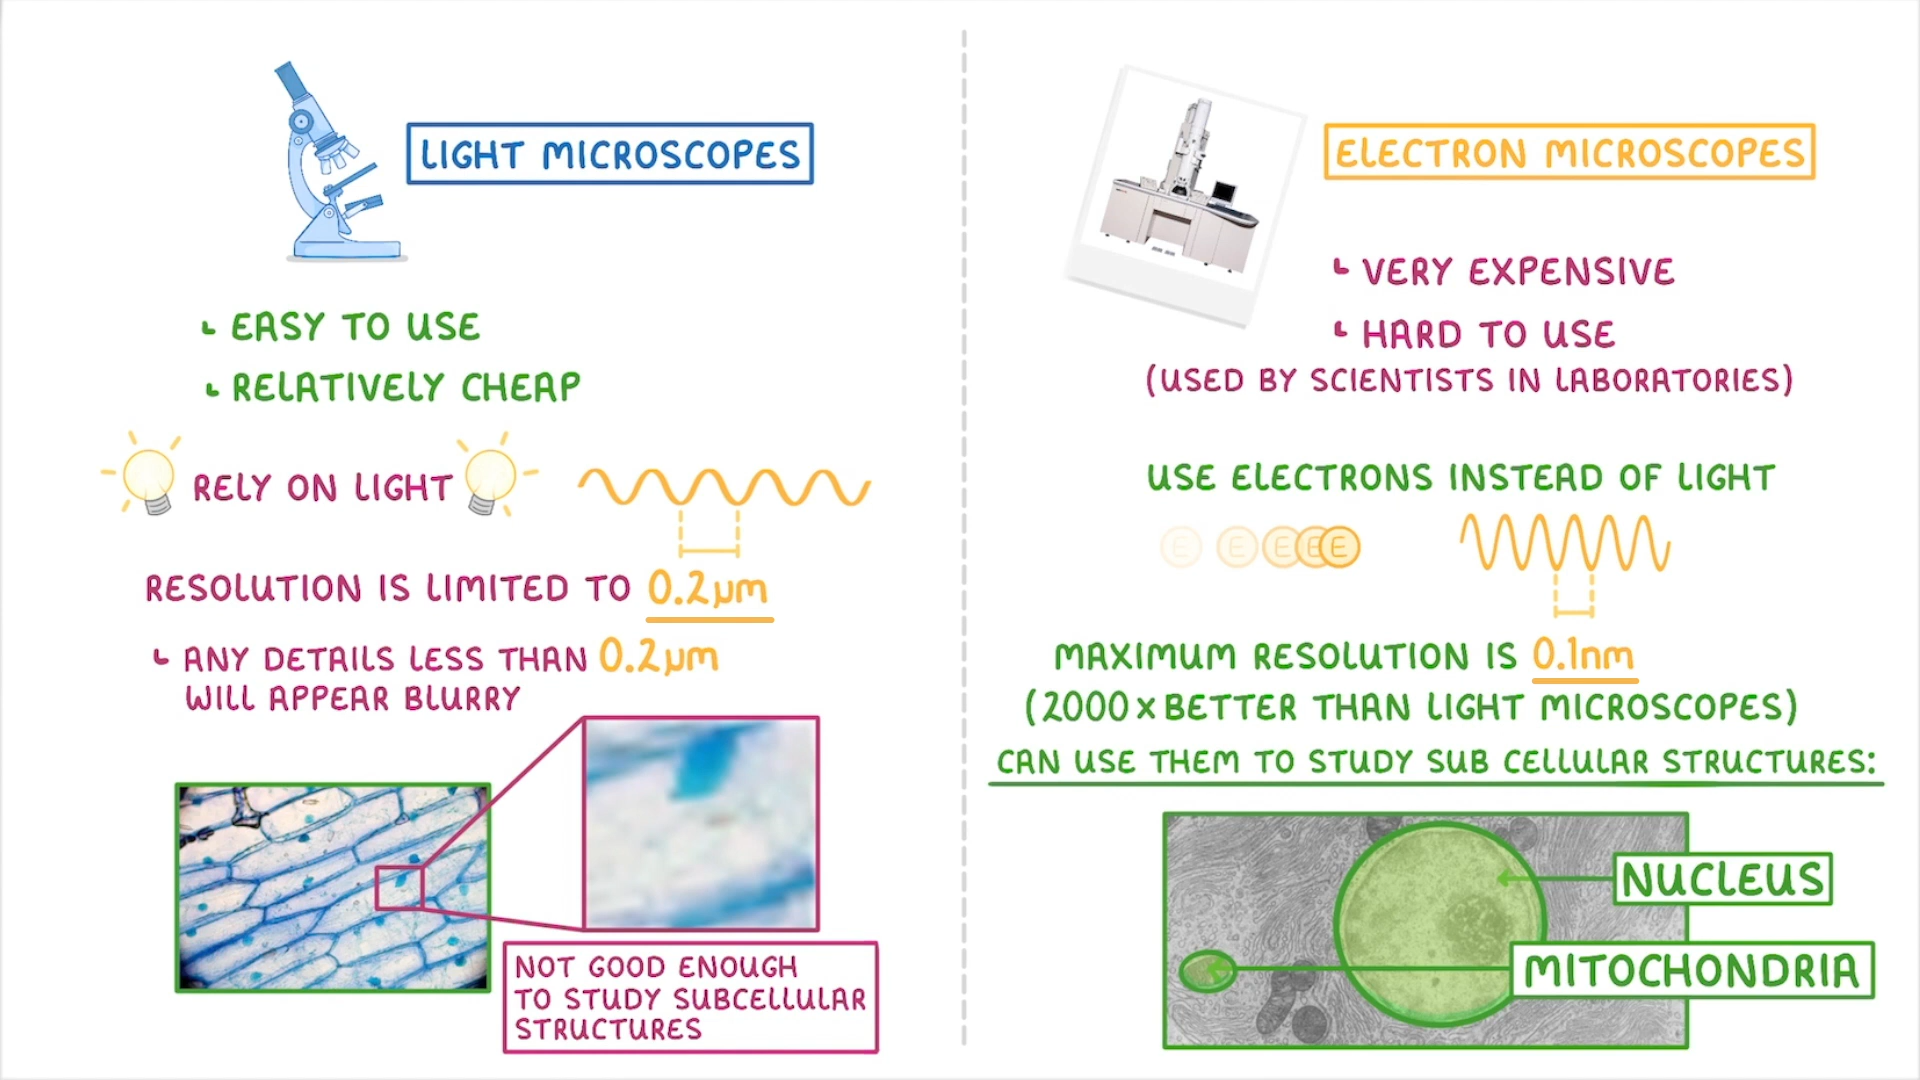 LIGHT MICROSCOPES
┗ EASY TO USE
┗ RELATIVELY CHEAP
RELY ON LIGHT
RESOLUTION IS LIMITED TO 0.2µm
┗ ANY DETAILS LESS THAN 0.2µm
WILL APPEAR BLURRY
NOT GOOD ENOUGH
TO STUDY SUBCELLULAR
STRUCTURES
ELECTRON MICROSCOPES
┗ VERY EXPENSIVE
┗ HARD TO USE
(USED BY SCIENTISTS IN LABORATORIES)
USE ELECTRONS INSTEAD OF LIGHT
E E E E E
MAXIMUM RESOLUTION IS 0.1nm
(2000x BETTER THAN LIGHT MICROSCOPES)
CAN USE THEM TO STUDY SUB CELLULAR STRUCTURES:
NUCLEUS
MITOCHONDRIA